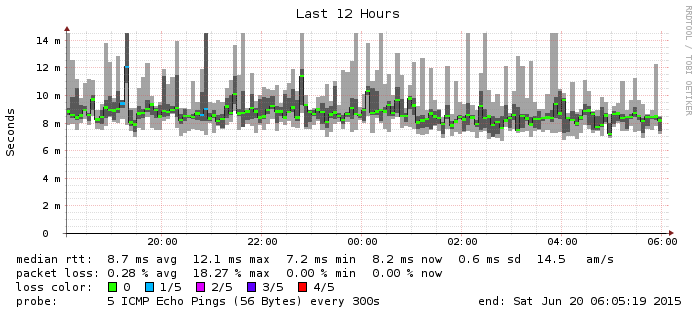 Last 12 Hours
RRDTOOL / TOBI OETIKER
Seconds
14 m
12 m
10 m
8 m
6 m
4 m
2 m
0
20:00 22:00 00:00 02:00 04:00 06:00
median rtt: 8.7 ms avg 12.1 ms max 7.2 ms min 8.2 ms now 0.6 ms sd 14.5 am/s
packet loss: 0.28 % avg 18.27 % max 0.00 % min 0.00 % now
loss color: 0 1/5 2/5 3/5 4/5
probe: 5 ICMP Echo Pings (56 Bytes) every 300s end: Sat Jun 20 06:05:19 2015